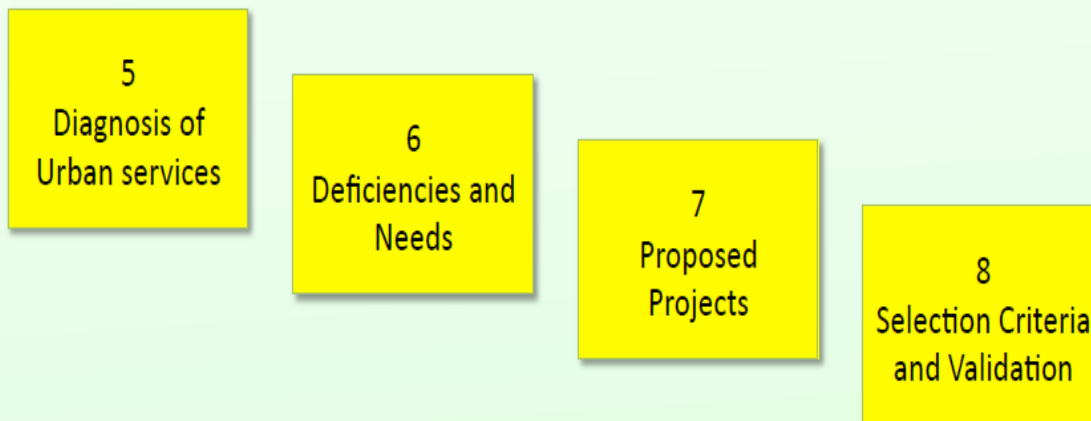 5
Diagnosis of
Urban services
6
Deficiencies and
Needs
7
Proposed
Projects
8
Selection Criteria
and Validation